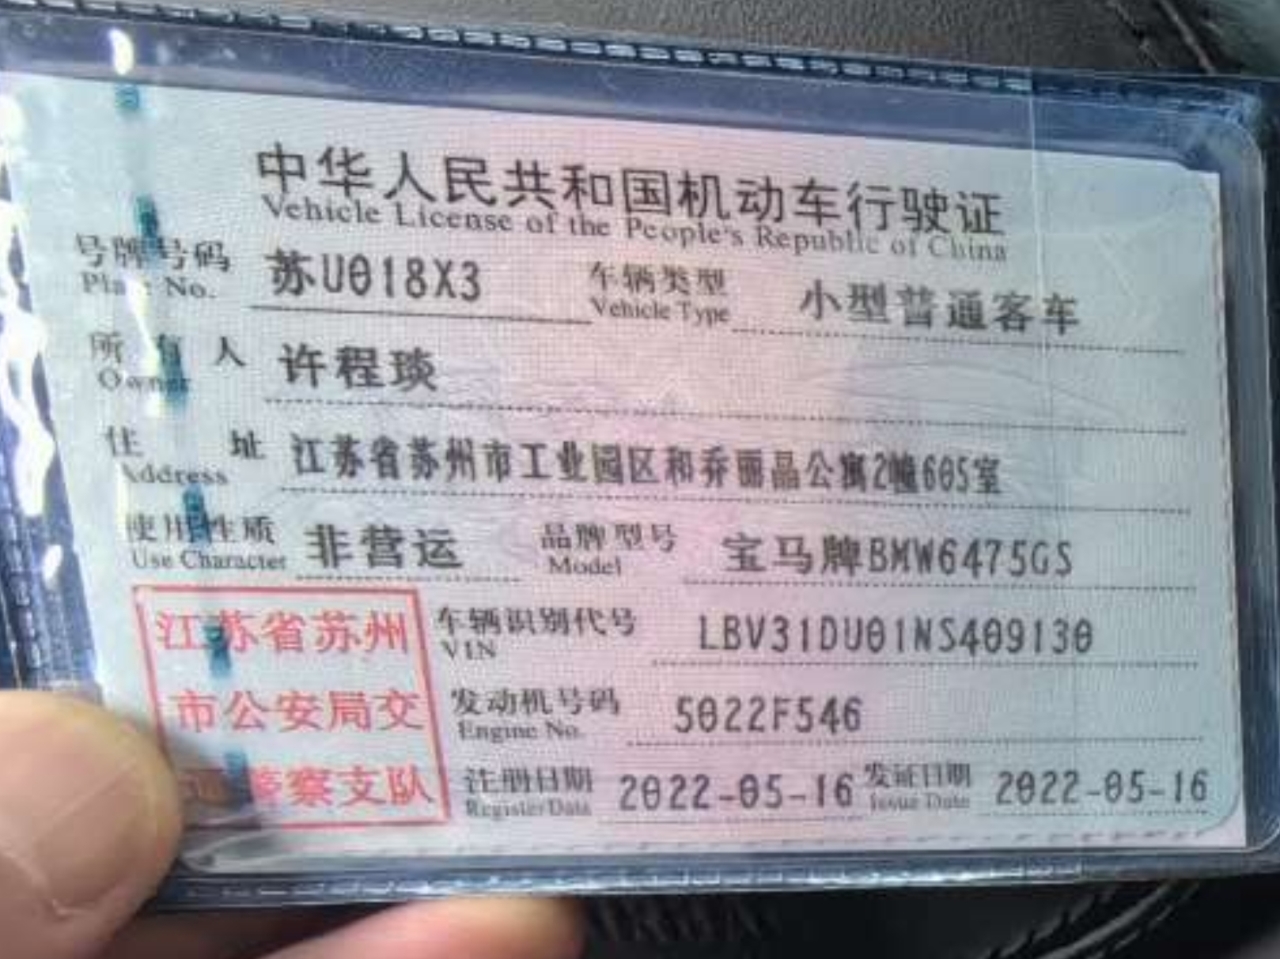 中华人民共和国机动车行驶证
Vehicle License of the People's Republic of China
号牌号码 苏U018X3 车辆类型 小型普通客车
Plate No. Vehicle Type
所有人 许程琰
Owner
住址 江苏省苏州市工业园区和乔丽晶公寓2幢605室
Address
使用性质 非营运 品牌型号 宝马牌BMW6475GS
Use Character Model
江苏省苏州
市公安局交
通警察支队
车辆识别代号 LBV31DU01NS409130
VIN
发动机号码 5022F546
Engine No.
注册日期 2022-05-16 发证日期 2022-05-16
Register Data Issue Date